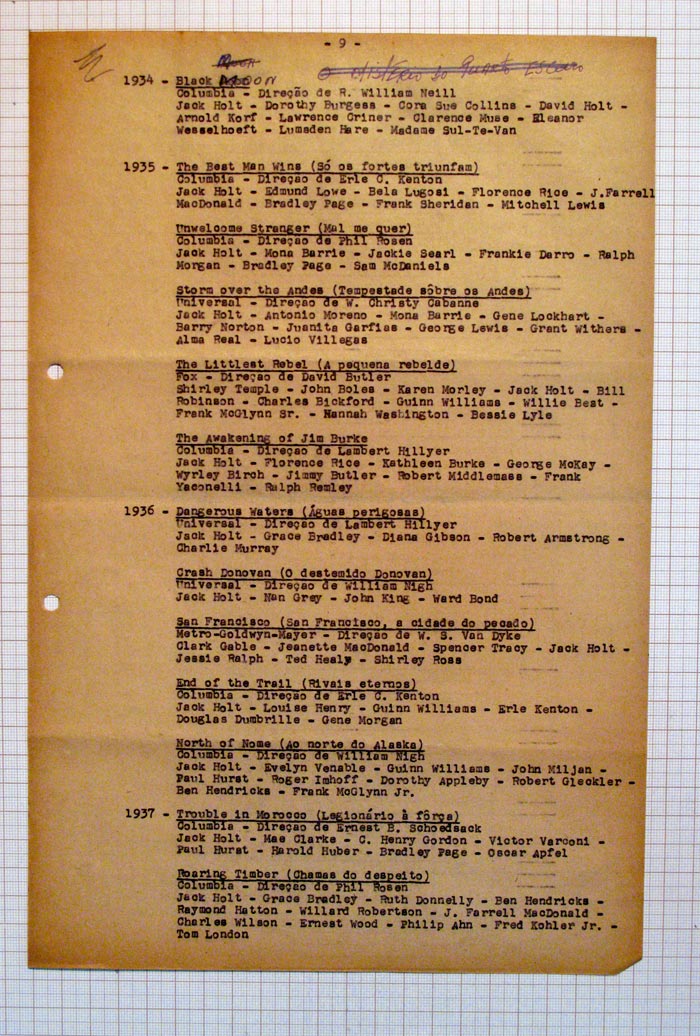 - 9 -
MOON
O MISTÉRIO do QUARTO ESCURO
1934 - Black MOON
Columbia - Direção de R. William Neill
Jack Holt - Dorothy Burgess - Cora Sue Collins - David Holt -
Arnold Korf - Lawrence Criner - Clarence Muse - Eleanor
Wesselhoeft - Lumsden Hare - Madame Sul-Te-Van
1935 - The Best Man Wins (Só os fortes triunfam)
Columbia - Direção de Erle C. Kenton
Jack Holt - Edmund Lowe - Bela Lugosi - Florence Rice - J.Farrell
MacDonald - Bradley Page - Frank Sheridan - Mitchell Lewis
Unwelcome Stranger (Mal me quer)
Columbia - Direção de Phil Rosen
Jack Holt - Mona Barrie - Jackie Searl - Frankie Darro - Ralph
Morgan - Bradley Page - Sam McDaniels
Storm over the Andes (Tempestade sôbre os Andes)
Universal - Direção de W. Christy Cabanne
Jack Holt - Antonio Moreno - Mona Barrie - Gene Lockhart -
Barry Norton - Juanita Garfias - George Lewis - Grant Withers -
Alma Real - Lucio Villegas
The Littlest Rebel (A pequena rebelde)
Fox - Direção de David Butler
Shirley Temple - John Boles - Karen Morley - Jack Holt - Bill
Robinson - Charles Bickford - Guinn Williams - Willie Best -
Frank McGlynn Sr. - Hannah Washington - Bessie Lyle
The Awakening of Jim Burke
Columbia - Direção de Lambert Hillyer
Jack Holt - Florence Rice - Kathleen Burke - George McKay -
Wyrley Birch - Jimmy Butler - Robert Middlemass - Frank
Yaconelli - Ralph Remley
1936 - Dangerous Waters (Águas perigosas)
Universal - Direção de Lambert Hillyer
Jack Holt - Grace Bradley - Diana Gibson - Robert Armstrong -
Charlie Murray
Crash Donovan (O destemido Donovan)
Universal - Direção de William Nigh
Jack Holt - Nan Grey - John King - Ward Bond
San Francisco (San Francisco, a cidade do pecado)
Metro-Goldwyn-Mayer - Direção de W. S. Van Dyke
Clark Gable - Jeanette MacDonald - Spencer Tracy - Jack Holt -
Jessie Ralph - Ted Healy - Shirley Ross
End of the Trail (Rivais eternos)
Columbia - Direção de Erle C. Kenton
Jack Holt - Louise Henry - Guinn Williams - Erle Kenton -
Douglas Dumbrille - Gene Morgan
North of Nome (Ao norte do Alaska)
Columbia - Direção de William Nigh
Jack Holt - Evelyn Venable - Guinn Williams - John Miljan -
Paul Hurst - Roger Imhoff - Dorothy Appleby - Robert Gleckler -
Ben Hendricks - Frank McGlynn Jr.
1937 - Trouble in Morocco (Legionário à fôrça)
Columbia - Direção de Ernest B. Schoedsack
Jack Holt - Mae Clarke - C. Henry Gordon - Victor Varconi -
Paul Hurst - Harold Huber - Bradley Page - Oscar Apfel
Roaring Timber (Chamas do despeito)
Columbia - Direção de Phil Rosen
Jack Holt - Grace Bradley - Ruth Donnelly - Ben Hendricks -
Raymond Hatton - Willard Robertson - J. Farrell MacDonald -
Charles Wilson - Ernest Wood - Philip Ahn - Fred Kohler Jr. -
Tom London